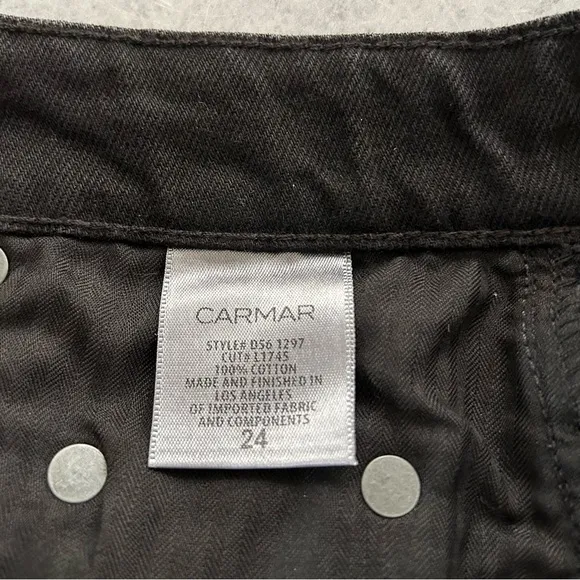 CARMAR
STYLE# DS6 1297
CUT# L1745
100% COTTON
MADE AND FINISHED IN
LOS ANGELES
OF IMPORTED FABRIC
AND COMPONENTS
24